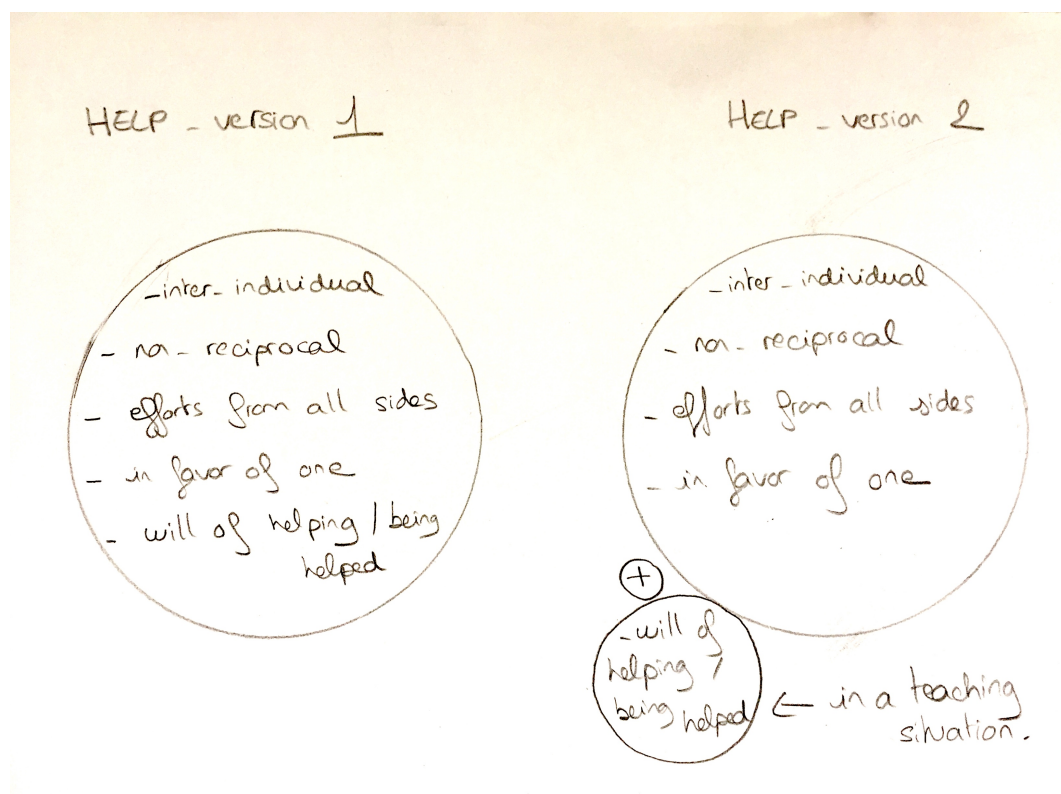 HELP - version 1
- inter-individual
- non-reciprocal
- efforts from all sides
- in favor of one
- will of helping / being
helped
HELP - version 2
- inter-individual
- non-reciprocal
- efforts from all sides
- in favor of one
+
- will of
helping /
being helped
← in a teaching
situation.